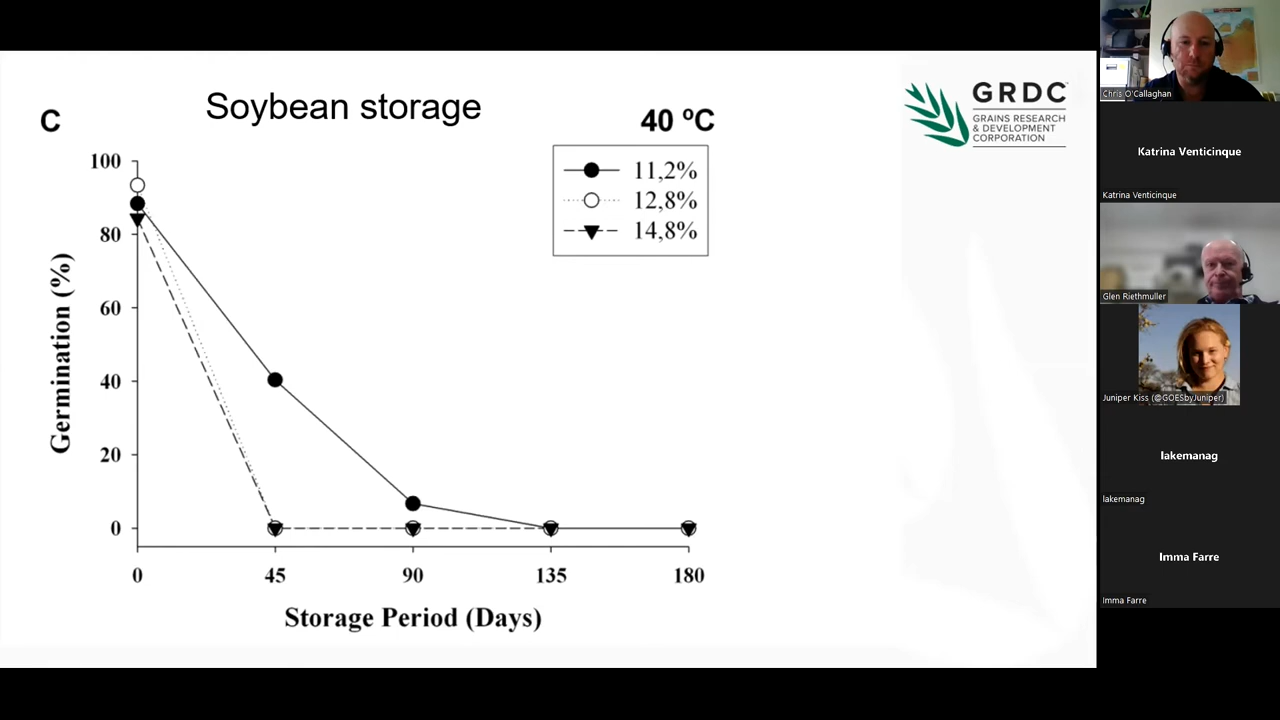 C
Soybean storage
40 ºC
GRDC™
GRAINS RESEARCH
& DEVELOPMENT
CORPORATION
11,2%
12,8%
14,8%
Germination (%)
100
80
60
40
20
0
0 45 90 135 180
Storage Period (Days)
Chris O'Callaghan
Katrina Venticinque
Katrina Venticinque
Glen Riethmuller
Juniper Kiss (@GOESbyJuniper)
lakemanag
lakemanag
Imma Farre
Imma Farre